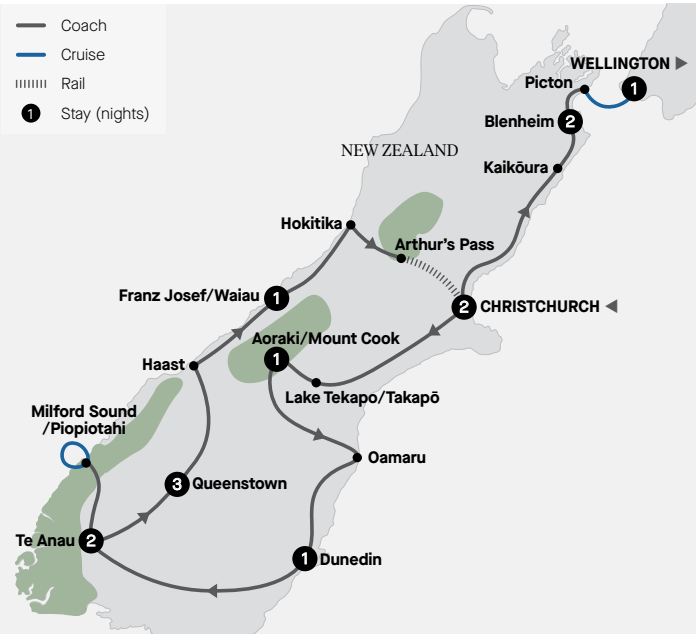 Coach
Cruise
Rail
1 Stay (nights)
WELLINGTON ▶
1
Picton
Blenheim 2
NEW ZEALAND
Kaikōura
Hokitika
Arthur's Pass
Franz Josef/Waiau 1
2 CHRISTCHURCH ◀
Aoraki/Mount Cook
1
Haast
Lake Tekapo/Takapō
Milford Sound
/Piopiotahi
Oamaru
3 Queenstown
Te Anau 2
1 Dunedin